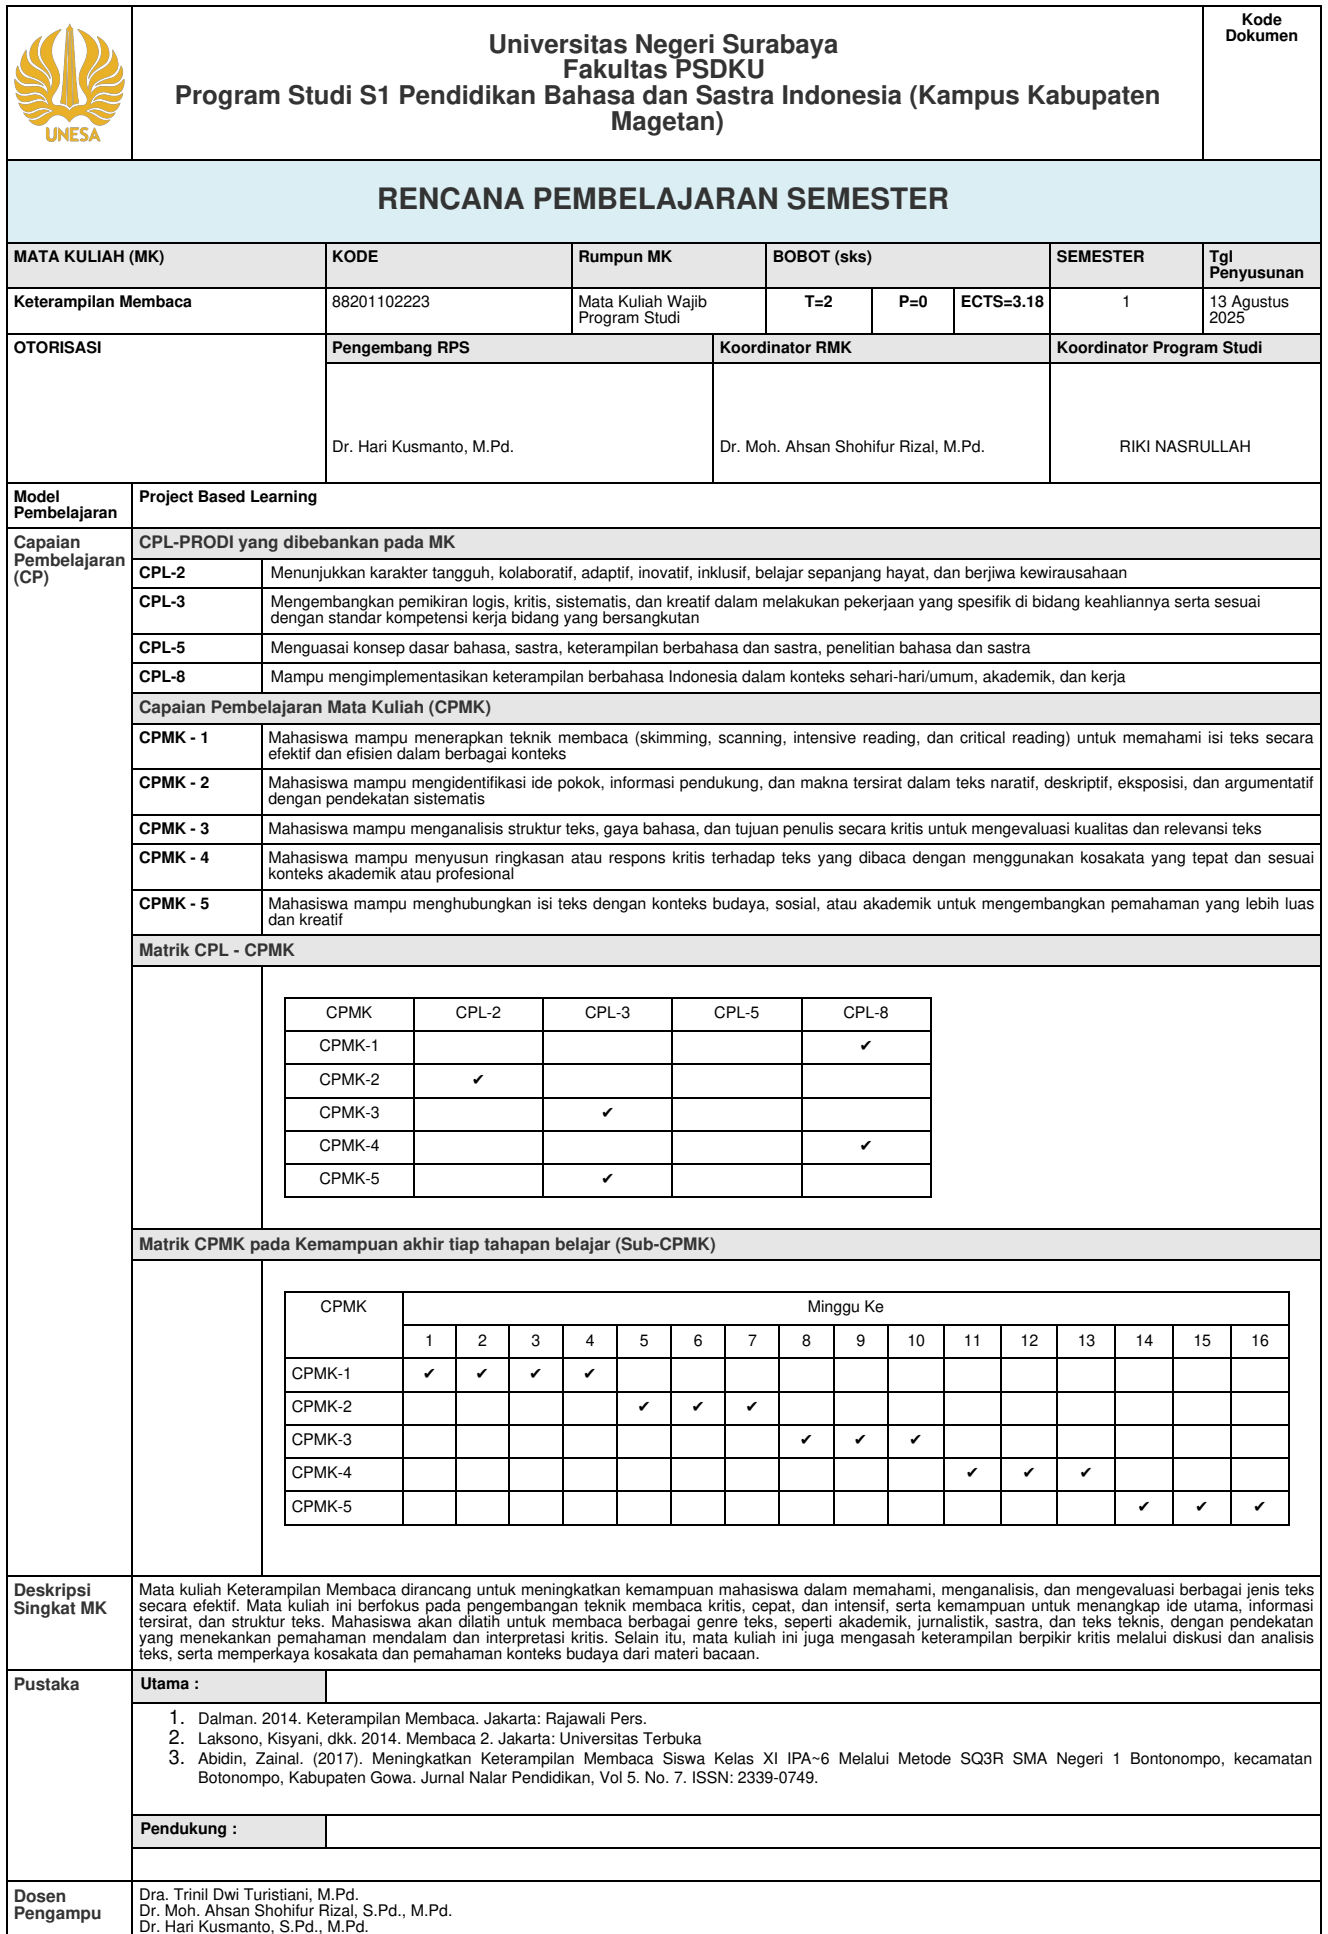 UNESA
Universitas Negeri Surabaya
Fakultas PSDKU
Program Studi S1 Pendidikan Bahasa dan Sastra Indonesia (Kampus Kabupaten
Magetan)
Kode
Dokumen
RENCANA PEMBELAJARAN SEMESTER
MATA KULIAH (MK) KODE Rumpun MK BOBOT (sks) SEMESTER Tgl
Penyusunan
Keterampilan Membaca 88201102223 Mata Kuliah Wajib
Program Studi T=2 P=0 ECTS=3.18 1 13 Agustus
2025
OTORISASI Pengembang RPS Koordinator RMK Koordinator Program Studi
Dr. Hari Kusmanto, M.Pd. Dr. Moh. Ahsan Shohifur Rizal, M.Pd. RIKI NASRULLAH
Model
Pembelajaran
Project Based Learning
Capaian
Pembelajaran
(CP)
CPL-PRODI yang dibebankan pada MK
CPL-2 Menunjukkan karakter tangguh, kolaboratif, adaptif, inovatif, inklusif, belajar sepanjang hayat, dan berjiwa kewirausahaan
CPL-3 Mengembangkan pemikiran logis, kritis, sistematis, dan kreatif dalam melakukan pekerjaan yang spesifik di bidang keahliannya serta sesuai
dengan standar kompetensi kerja bidang yang bersangkutan
CPL-5 Menguasai konsep dasar bahasa, sastra, keterampilan berbahasa dan sastra, penelitian bahasa dan sastra
CPL-8 Mampu mengimplementasikan keterampilan berbahasa Indonesia dalam konteks sehari-hari/umum, akademik, dan kerja
Capaian Pembelajaran Mata Kuliah (CPMK)
CPMK - 1 Mahasiswa mampu menerapkan teknik membaca (skimming, scanning, intensive reading, dan critical reading) untuk memahami isi teks secara
efektif dan efisien dalam berbagai konteks
CPMK - 2 Mahasiswa mampu mengidentifikasi ide pokok, informasi pendukung, dan makna tersirat dalam teks naratif, deskriptif, eksposisi, dan argumentatif
dengan pendekatan sistematis
CPMK - 3 Mahasiswa mampu menganalisis struktur teks, gaya bahasa, dan tujuan penulis secara kritis untuk mengevaluasi kualitas dan relevansi teks
CPMK - 4 Mahasiswa mampu menyusun ringkasan atau respons kritis terhadap teks yang dibaca dengan menggunakan kosakata yang tepat dan sesuai
konteks akademik atau profesional
CPMK - 5 Mahasiswa mampu menghubungkan isi teks dengan konteks budaya, sosial, atau akademik untuk mengembangkan pemahaman yang lebih luas
dan kreatif
Matrik CPL - CPMK
CPMK CPL-2 CPL-3 CPL-5 CPL-8
CPMK-1 ✔
CPMK-2 ✔
CPMK-3 ✔
CPMK-4 ✔
CPMK-5 ✔
Matrik CPMK pada Kemampuan akhir tiap tahapan belajar (Sub-CPMK)
CPMK Minggu Ke
1 2 3 4 5 6 7 8 9 10 11 12 13 14 15 16
CPMK-1 ✔ ✔ ✔ ✔
CPMK-2 ✔ ✔ ✔
CPMK-3 ✔ ✔ ✔
CPMK-4 ✔ ✔ ✔
CPMK-5 ✔ ✔ ✔
Deskripsi
Singkat MK
Mata kuliah Keterampilan Membaca dirancang untuk meningkatkan kemampuan mahasiswa dalam memahami, menganalisis, dan mengevaluasi berbagai jenis teks
secara efektif. Mata kuliah ini berfokus pada pengembangan teknik membaca kritis, cepat, dan intensif, serta kemampuan untuk menangkap ide utama, informasi
tersirat, dan struktur teks. Mahasiswa akan dilatih untuk membaca berbagai genre teks, seperti akademik, jurnalistik, sastra, dan teks teknis, dengan pendekatan
yang menekankan pemahaman mendalam dan interpretasi kritis. Selain itu, mata kuliah ini juga mengasah keterampilan berpikir kritis melalui diskusi dan analisis
teks, serta memperkaya kosakata dan pemahaman konteks budaya dari materi bacaan.
Pustaka Utama :
1. Dalman. 2014. Keterampilan Membaca. Jakarta: Rajawali Pers.
2. Laksono, Kisyani, dkk. 2014. Membaca 2. Jakarta: Universitas Terbuka
3. Abidin, Zainal. (2017). Meningkatkan Keterampilan Membaca Siswa Kelas XI IPA~6 Melalui Metode SQ3R SMA Negeri 1 Bontonompo, kecamatan
Botonompo, Kabupaten Gowa. Jurnal Nalar Pendidikan, Vol 5. No. 7. ISSN: 2339-0749.
Pendukung :
Dosen
Pengampu
Dra. Trinil Dwi Turistiani, M.Pd.
Dr. Moh. Ahsan Shohifur Rizal, S.Pd., M.Pd.
Dr. Hari Kusmanto, S.Pd., M.Pd.